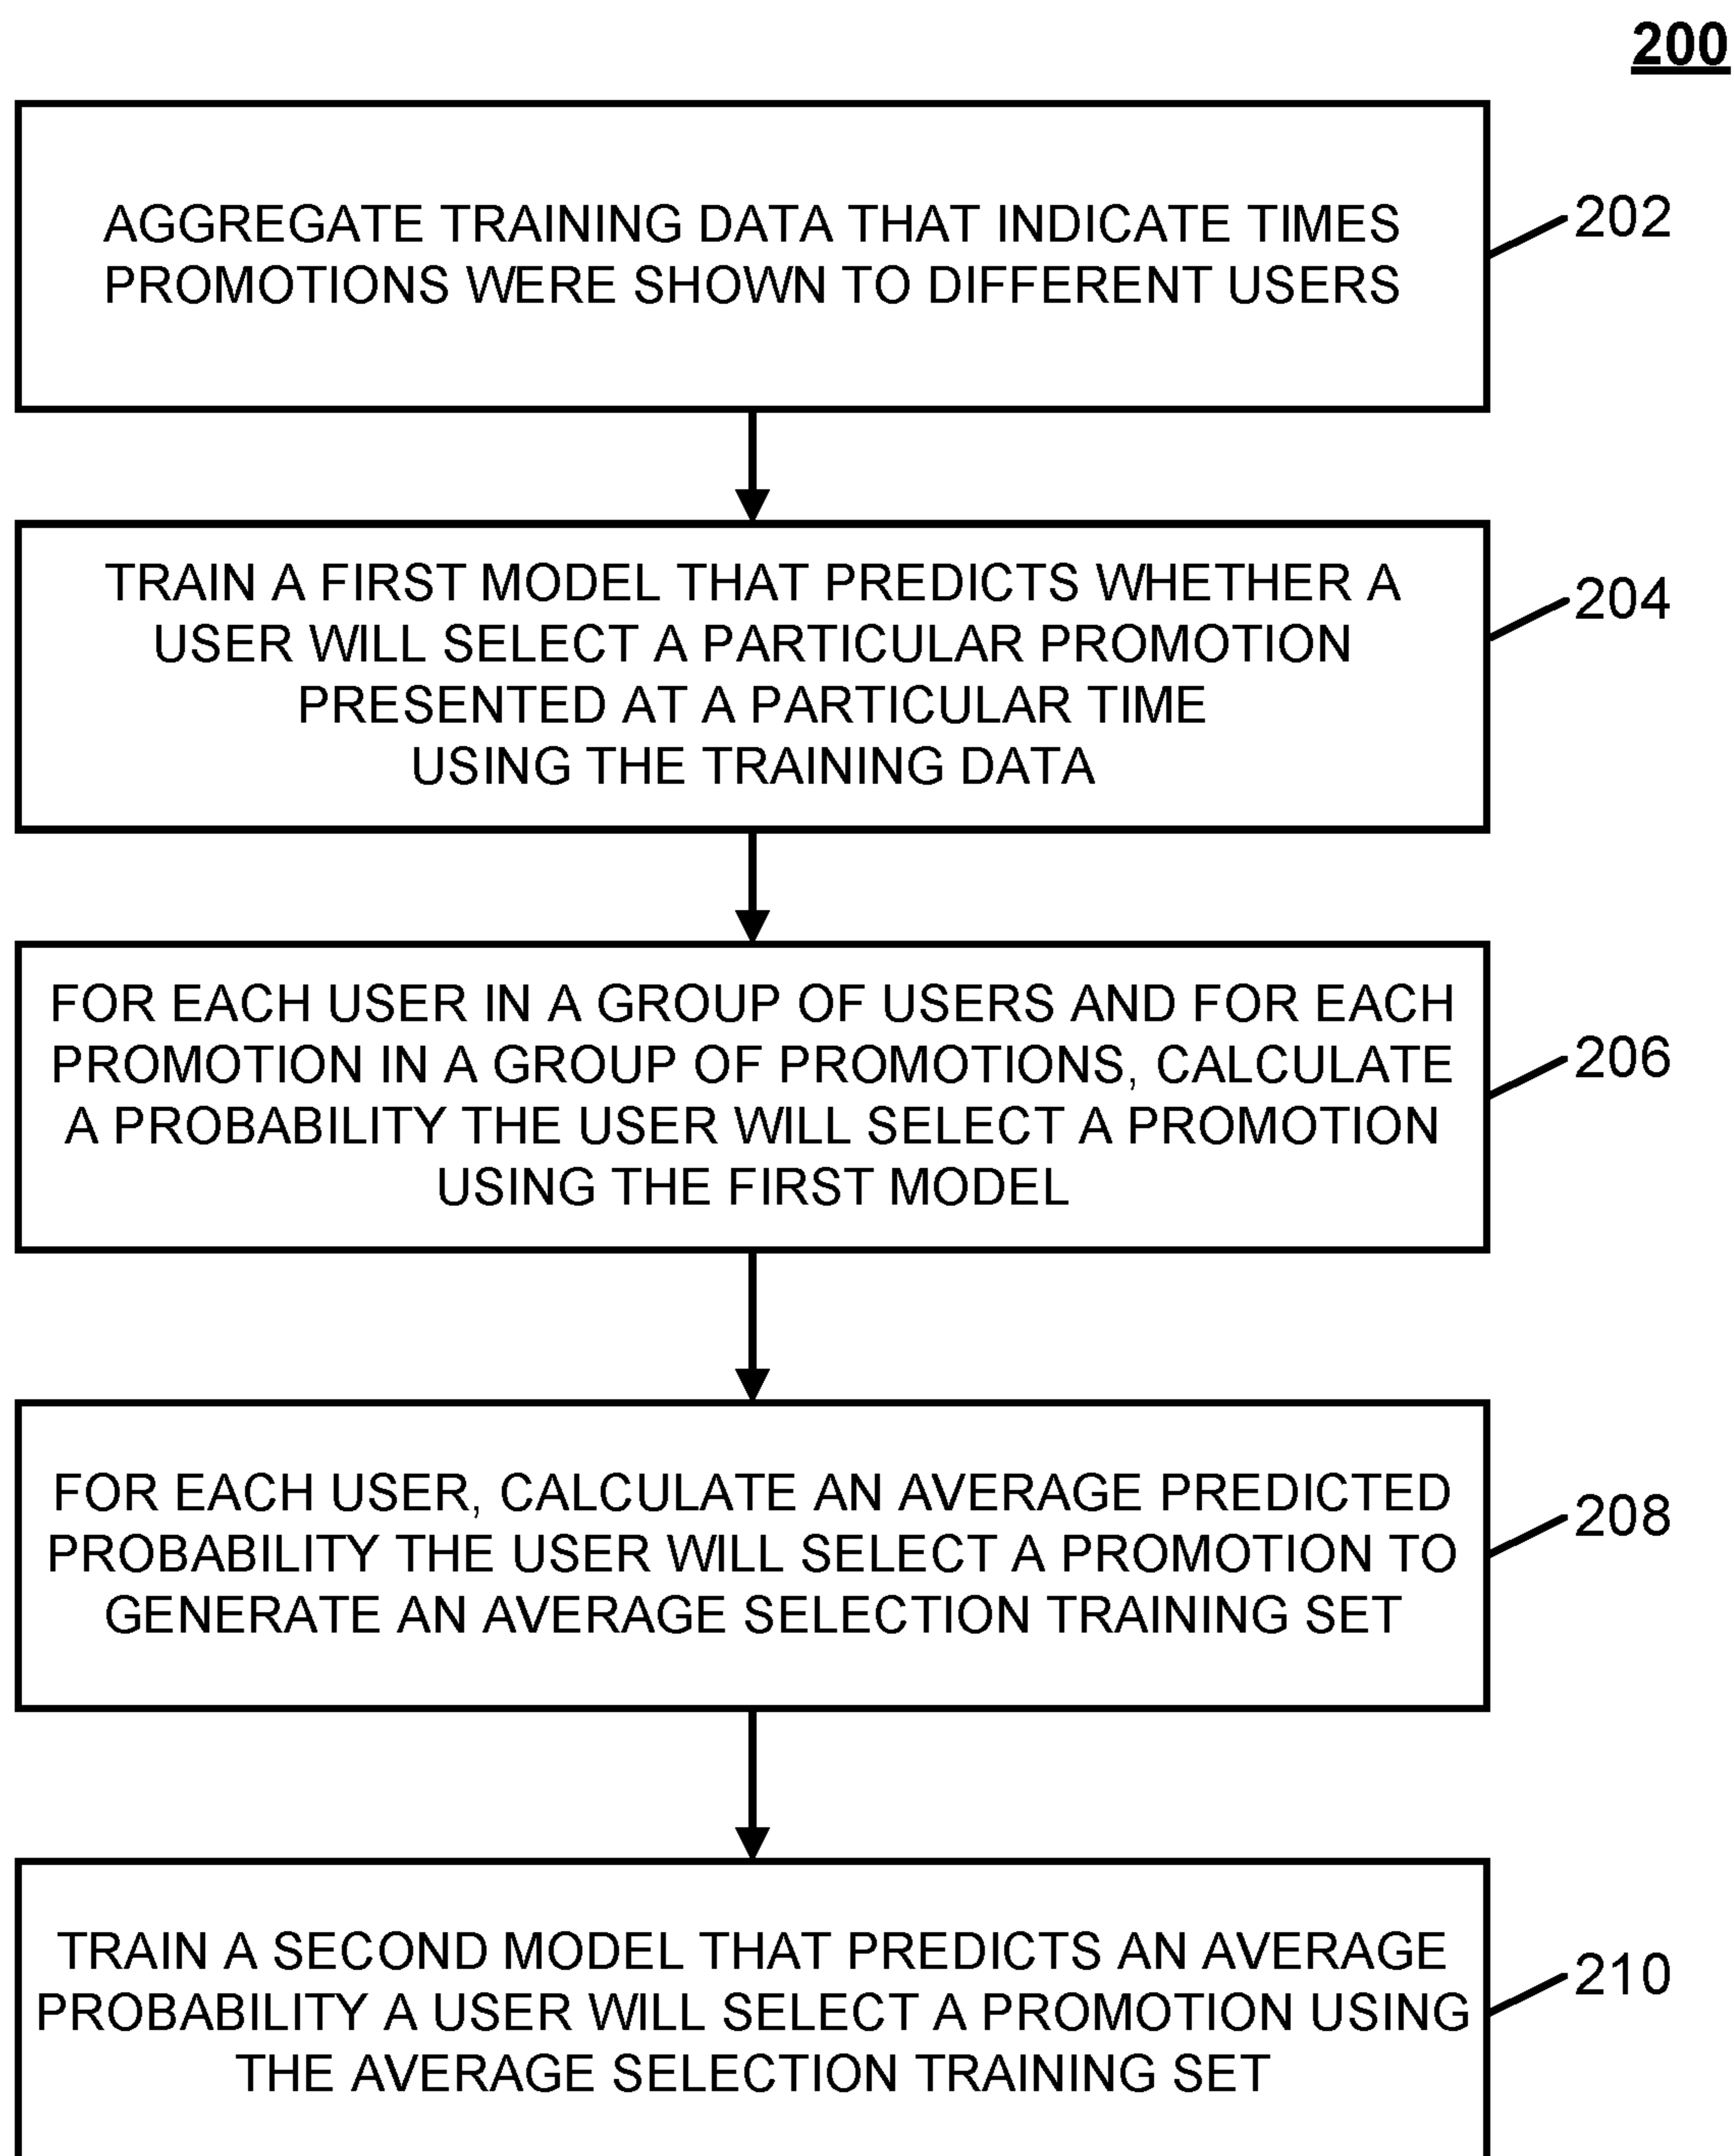 200
AGGREGATE TRAINING DATA THAT INDICATE TIMES
PROMOTIONS WERE SHOWN TO DIFFERENT USERS
202
TRAIN A FIRST MODEL THAT PREDICTS WHETHER A
USER WILL SELECT A PARTICULAR PROMOTION
PRESENTED AT A PARTICULAR TIME
USING THE TRAINING DATA
204
FOR EACH USER IN A GROUP OF USERS AND FOR EACH
PROMOTION IN A GROUP OF PROMOTIONS, CALCULATE
A PROBABILITY THE USER WILL SELECT A PROMOTION
USING THE FIRST MODEL
206
FOR EACH USER, CALCULATE AN AVERAGE PREDICTED
PROBABILITY THE USER WILL SELECT A PROMOTION TO
GENERATE AN AVERAGE SELECTION TRAINING SET
208
TRAIN A SECOND MODEL THAT PREDICTS AN AVERAGE
PROBABILITY A USER WILL SELECT A PROMOTION USING
THE AVERAGE SELECTION TRAINING SET
210